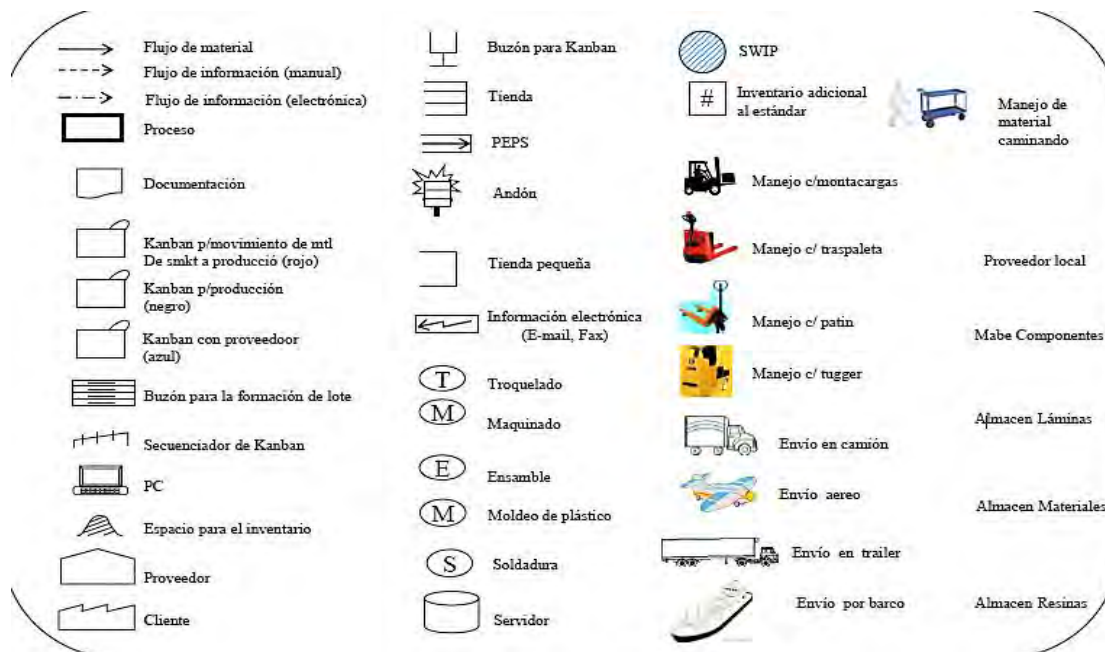 Flujo de material
Flujo de información (manual)
Flujo de información (electrónica)
Proceso
Documentación
Kanban p/movimiento de mtl
De smkt a producció (rojo)
Kanban p/producción
(negro)
Kanban con proveedoor
(azul)
Buzón para la formación de lote
Secuenciador de Kanban
PC
Espacio para el inventario
Proveedor
Cliente
Buzón para Kanban
Tienda
PEPS
Andón
Tienda pequeña
Información electrónica
(E-mail, Fax)
T
Troquelado
M
Maquinado
E
Ensamble
M
Moldeo de plástico
S
Soldadura
Servidor
SWIP
#
Inventario adicional
al estándar
Manejo c/montacargas
Manejo c/ traspaleta
Manejo c/ patin
Manejo c/ tugger
Envío en camión
Envío aereo
Envío en trailer
Envío por barco
Manejo de
material
caminando
Proveedor local
Mabe Componentes
Almacen Láminas
Almacen Materiales
Almacen Resinas